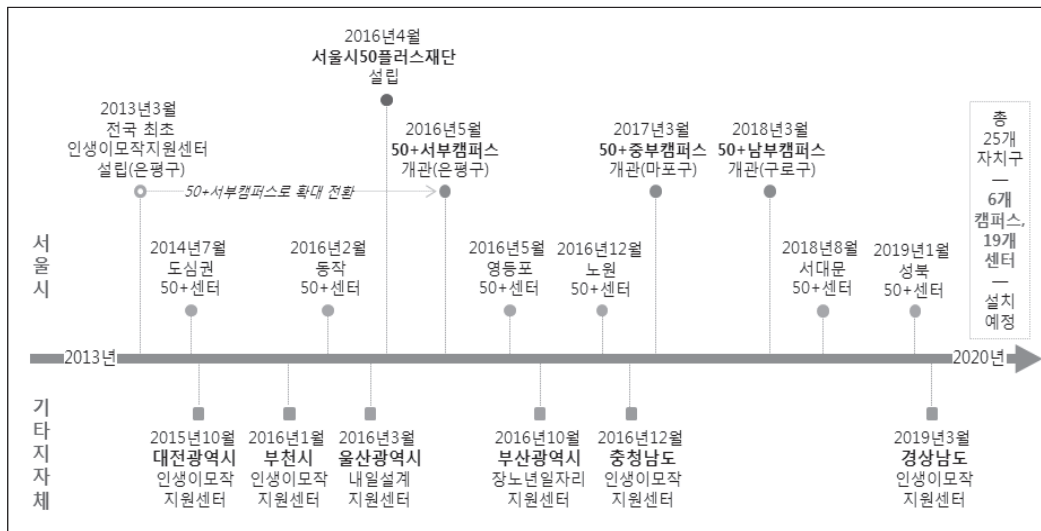 2016년4월
서울시50플러스재단
설립
2013년3월
전국 최초
인생이모작지원센터
설립(은평구)
2016년5월
50+서부캠퍼스
개관(은평구)
2017년3월
50+중부캠퍼스
개관(마포구)
2018년3월
50+남부캠퍼스
개관(구로구)
총
25개
자치구
—
6개
캠퍼스,
19개
센터
—
설치
예정
50+서부캠퍼스로 확대 전환
서울시
2014년7월
도심권
50+센터
2016년2월
동작
50+센터
2016년5월
영등포
50+센터
2016년12월
노원
50+센터
2018년8월
서대문
50+센터
2019년1월
성북
50+센터
2013년
2020년
기타지자체
2015년10월
대전광역시
인생이모작
지원센터
2016년1월
부천시
인생이모작
지원센터
2016년3월
울산광역시
내일설계
지원센터
2016년10월
부산광역시
장노년일자리
지원센터
2016년12월
충청남도
인생이모작
지원센터
2019년3월
경상남도
인생이모작
지원센터